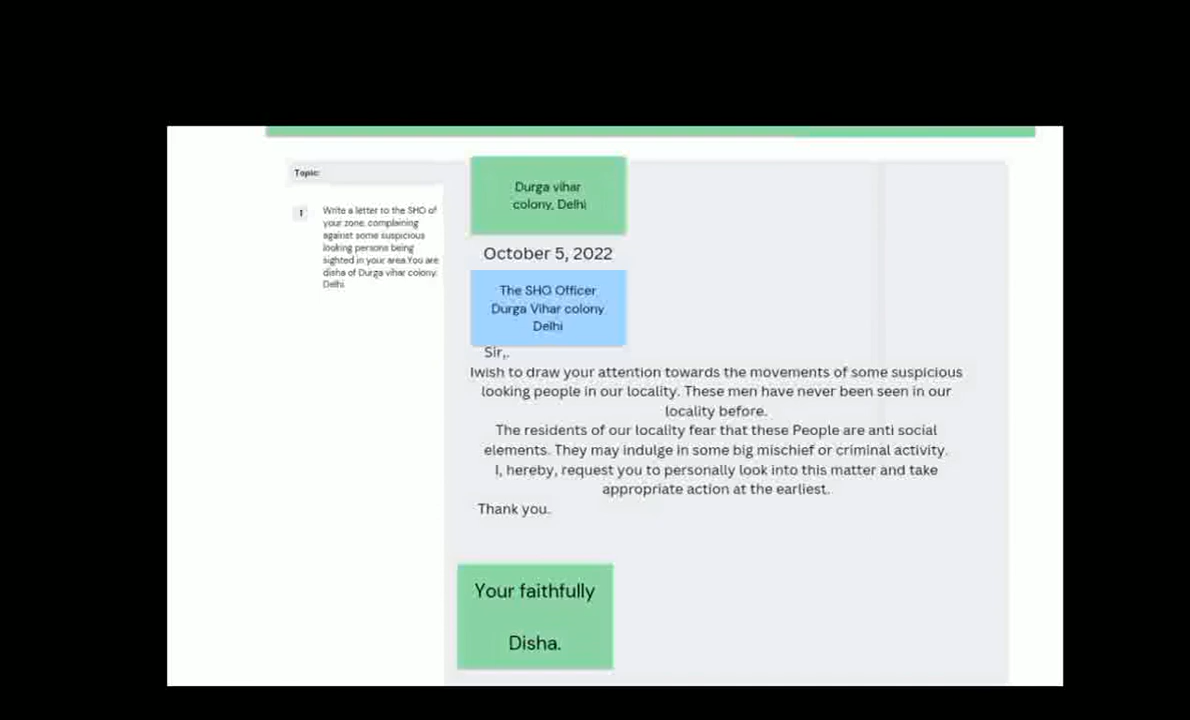 Topic:
1
Write a letter to the SHO of
your zone, complaining
against some suspicious
looking persons being
sighted in your area.You are
disha of Durga vihar colony.
Delhi
Durga vihar
colony, Delhi
October 5, 2022
The SHO Officer
Durga Vihar colony
Delhi
Sir,.
Iwish to draw your attention towards the movements of some suspicious
looking people in our locality. These men have never been seen in our
locality before.
The residents of our locality fear that these People are anti social
elements. They may indulge in some big mischief or criminal activity.
I, hereby, request you to personally look into this matter and take
appropriate action at the earliest.
Thank you.
Your faithfully
Disha.